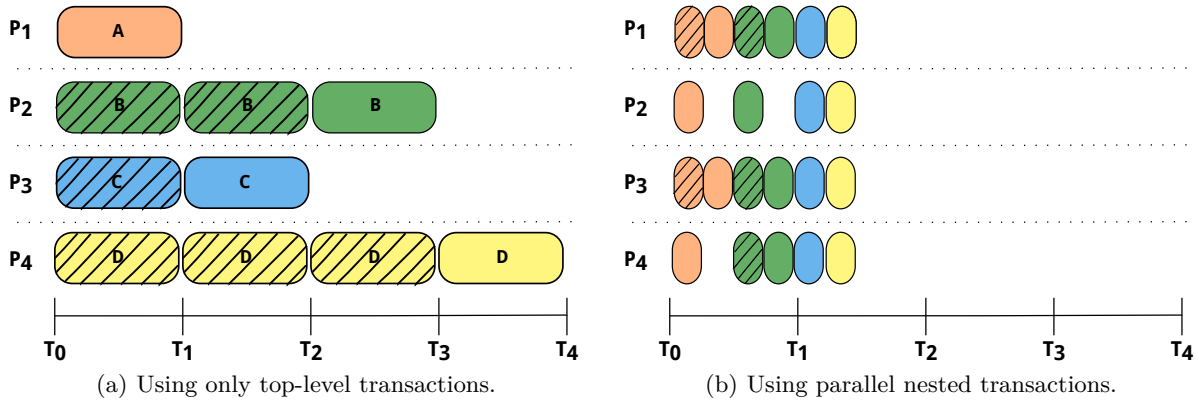 P1
A
P2
B B B
P3
C C
P4
D D D D
T0 T1 T2 T3 T4
(a) Using only top-level transactions.
P1
P2
P3
P4
T0 T1 T2 T3 T4
(b) Using parallel nested transactions.